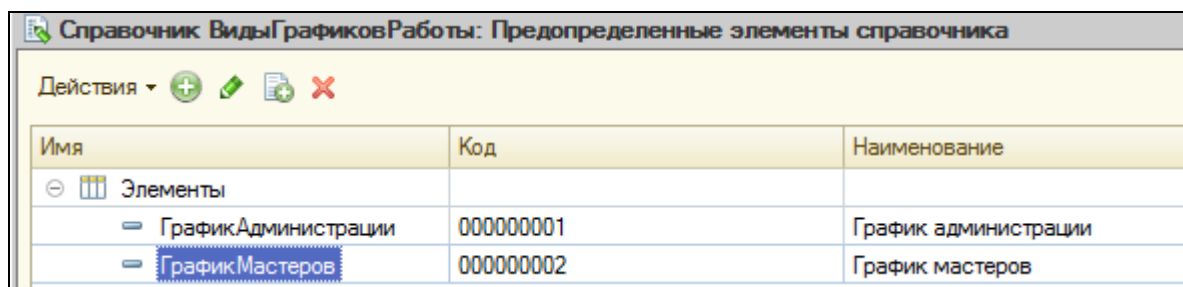 Справочник ВидыГрафиковРаботы: Предопределенные элементы справочника
Действия
Имя Код Наименование
Элементы
ГрафикАдминистрации 000000001 График администрации
ГрафикМастеров 000000002 График мастеров